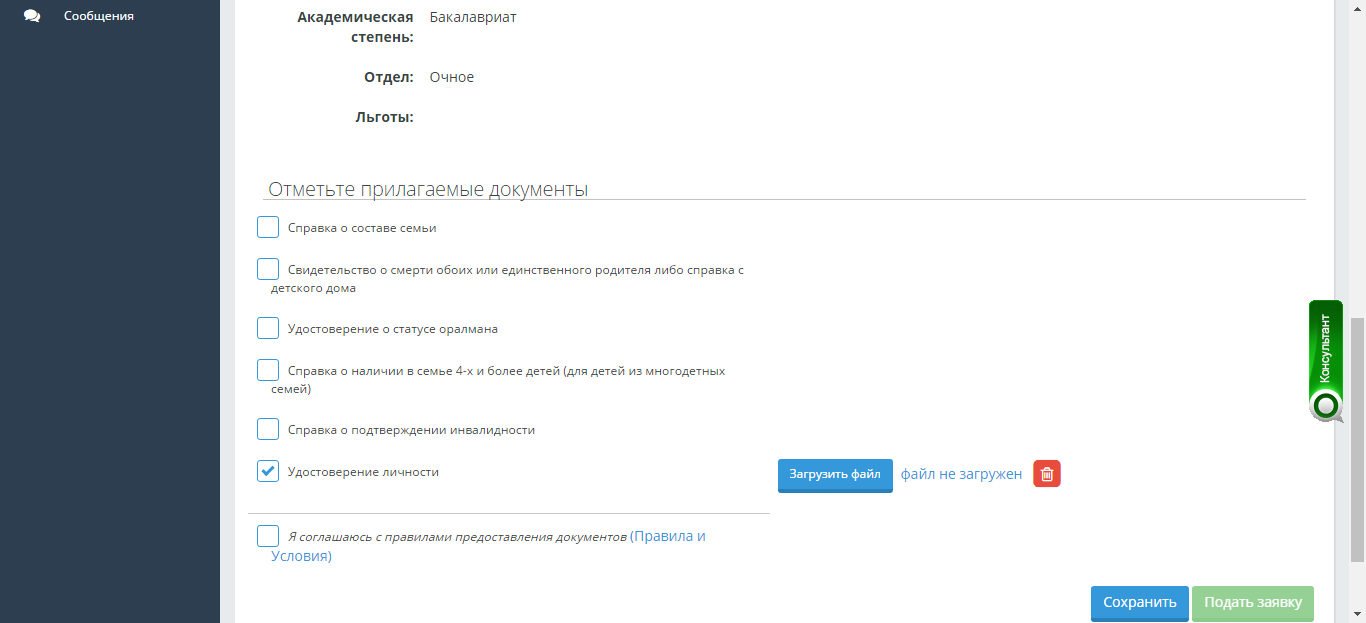 Сообщения
Академическая Бакалавриат
степень:
Отдел: Очное
Льготы:
Отметьте прилагаемые документы
Справка о составе семьи
Свидетельство о смерти обоих или единственного родителя либо справка с
детского дома
Удостоверение о статусе оралмана
Справка о наличии в семье 4-х и более детей (для детей из многодетных
семей)
Справка о подтверждении инвалидности
Удостоверение личности
Загрузить файл файл не загружен
Я соглашаюсь с правилами предоставления документов (Правила и
Условия)
Сохранить Подать заявку
Консультант